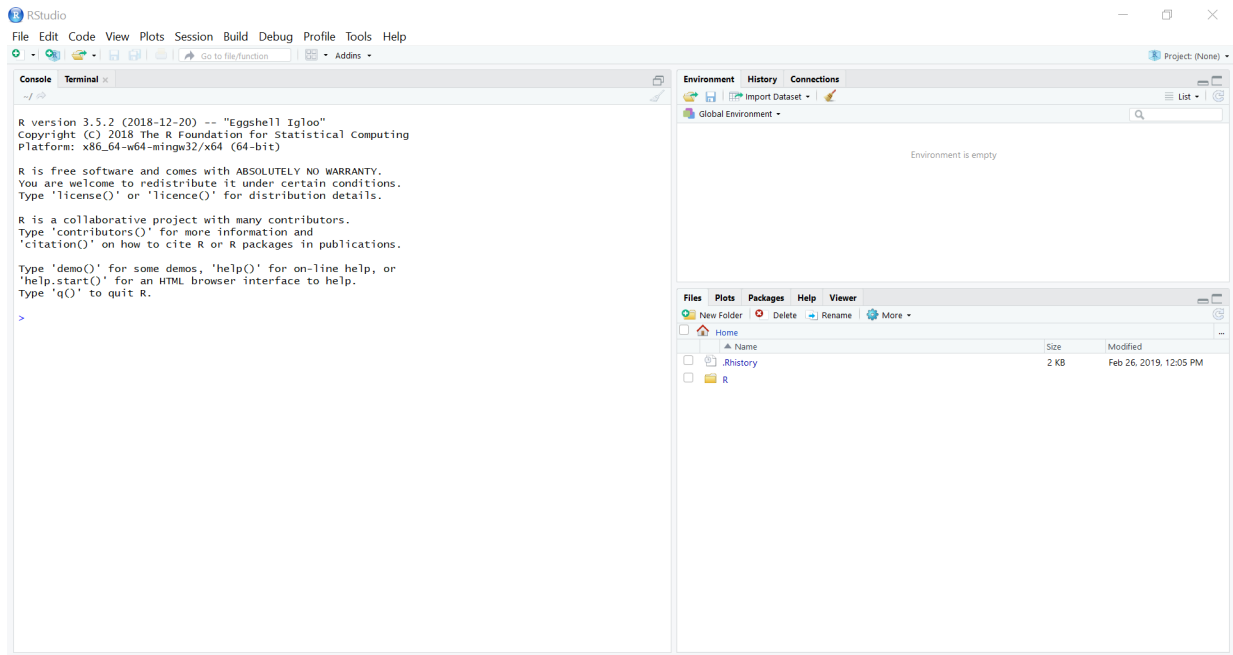 RStudio
File Edit Code View Plots Session Build Debug Profile Tools Help
Go to file/function Addins Project: (None)
Console Terminal
~/
R version 3.5.2 (2018-12-20) -- "Eggshell Igloo"
Copyright (C) 2018 The R Foundation for Statistical Computing
Platform: x86_64-w64-mingw32/x64 (64-bit)
R is free software and comes with ABSOLUTELY NO WARRANTY.
You are welcome to redistribute it under certain conditions.
Type 'license()' or 'licence()' for distribution details.
R is a collaborative project with many contributors.
Type 'contributors()' for more information and
'citation()' on how to cite R or R packages in publications.
Type 'demo()' for some demos, 'help()' for on-line help, or
'help.start()' for an HTML browser interface to help.
Type 'q()' to quit R.
>
Environment History Connections
Import Dataset List
Global Environment
Environment is empty
Files Plots Packages Help Viewer
New Folder Delete Rename More
Home ...
Name Size Modified
.Rhistory 2 KB Feb 26, 2019, 12:05 PM
R